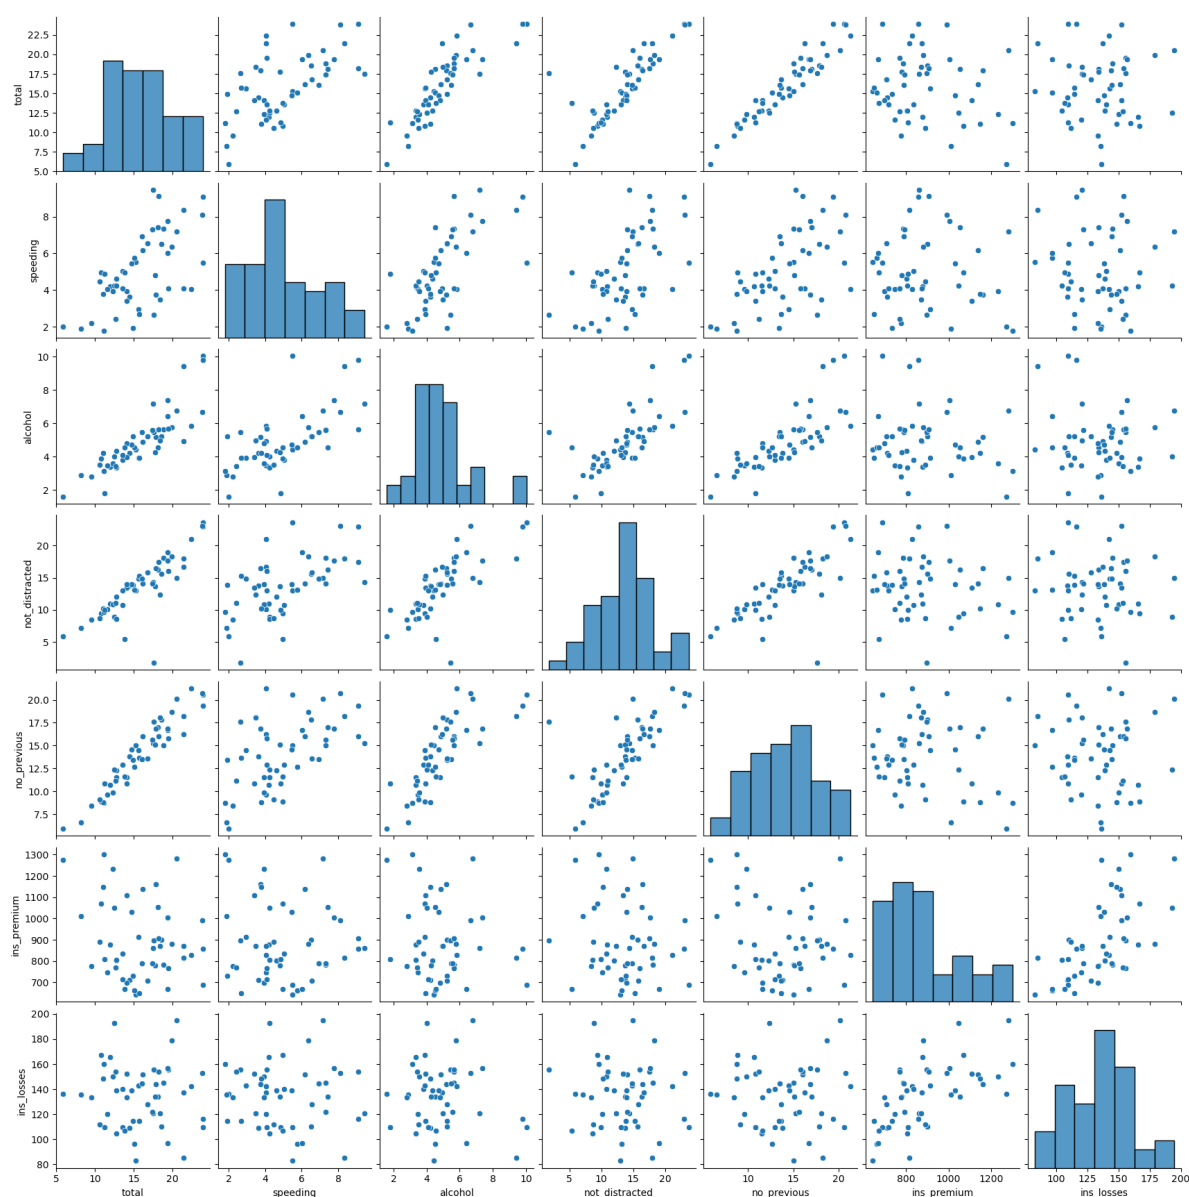 total
22.5
20.0
17.5
15.0
12.5
10.0
7.5
5.0
speeding
8
6
4
2
alcohol
10
8
6
4
2
not_distracted
20
15
10
5
no_previous
20.0
17.5
15.0
12.5
10.0
7.5
ins_premium
1300
1200
1100
1000
900
800
700
ins_losses
200
180
160
140
120
100
80
5 10 15 20
2 4 6 8
2 4 6 8 10
5 10 15 20
10 15 20
800 1000 1200
75 100 125 150 175 200
total speeding alcohol not_distracted no_previous ins_premium ins_losses